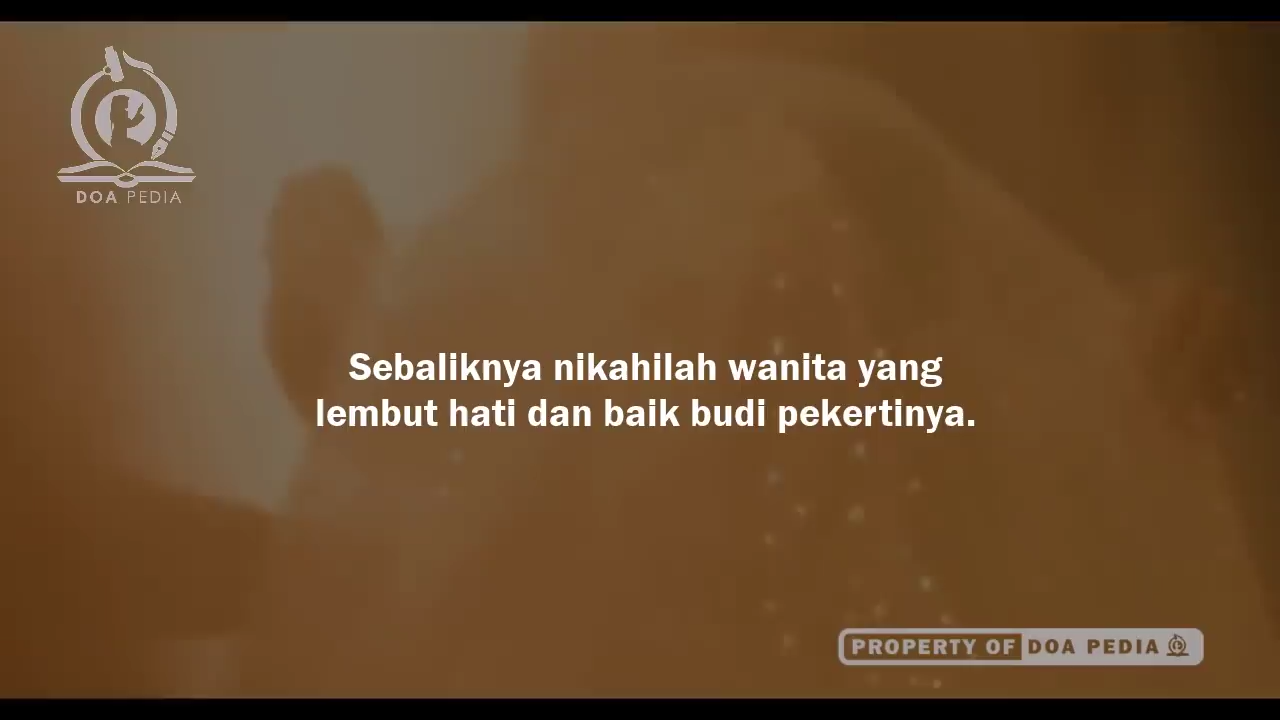 DOA PEDIA
Sebaliknya nikahilah wanita yang
lembut hati dan baik budi pekertinya.
PROPERTY OF DOA PEDIA